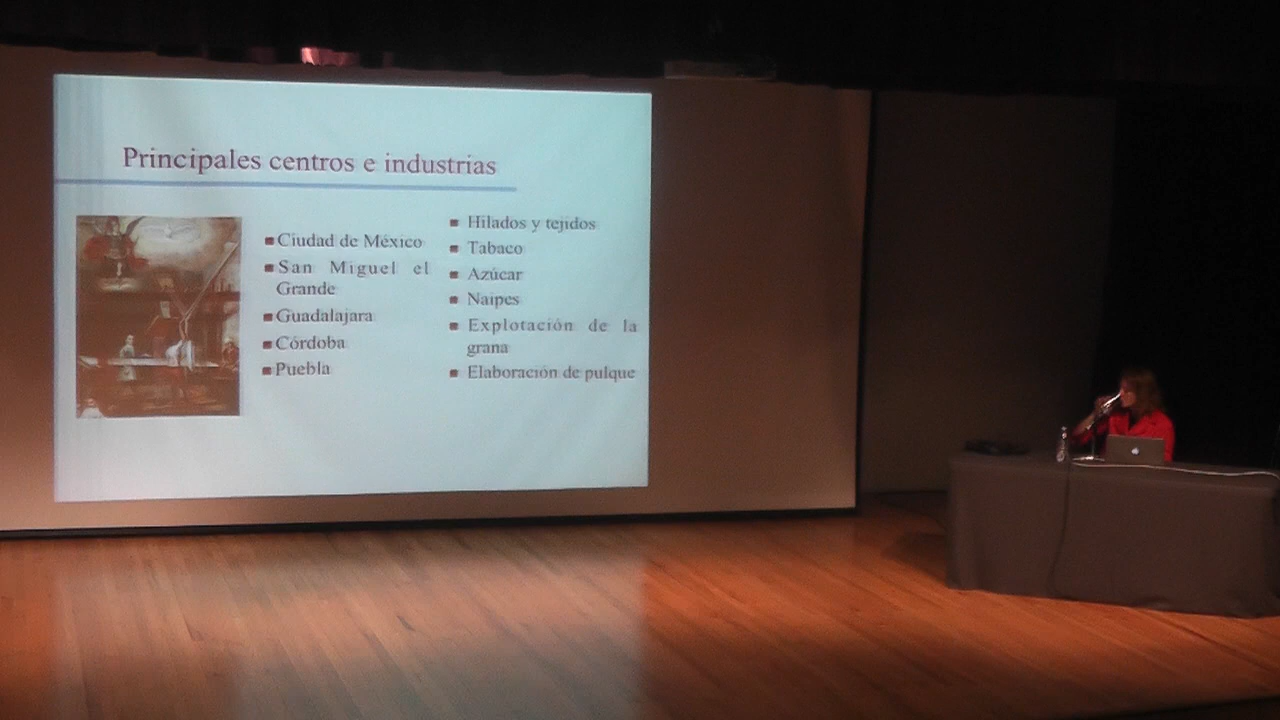 Principales centros e industrias
Ciudad de México
San Miguel el
Grande
Guadalajara
Córdoba
Puebla
Hilados y tejidos
Tabaco
Azúcar
Naipes
Explotación de la
grana
Elaboración de pulque